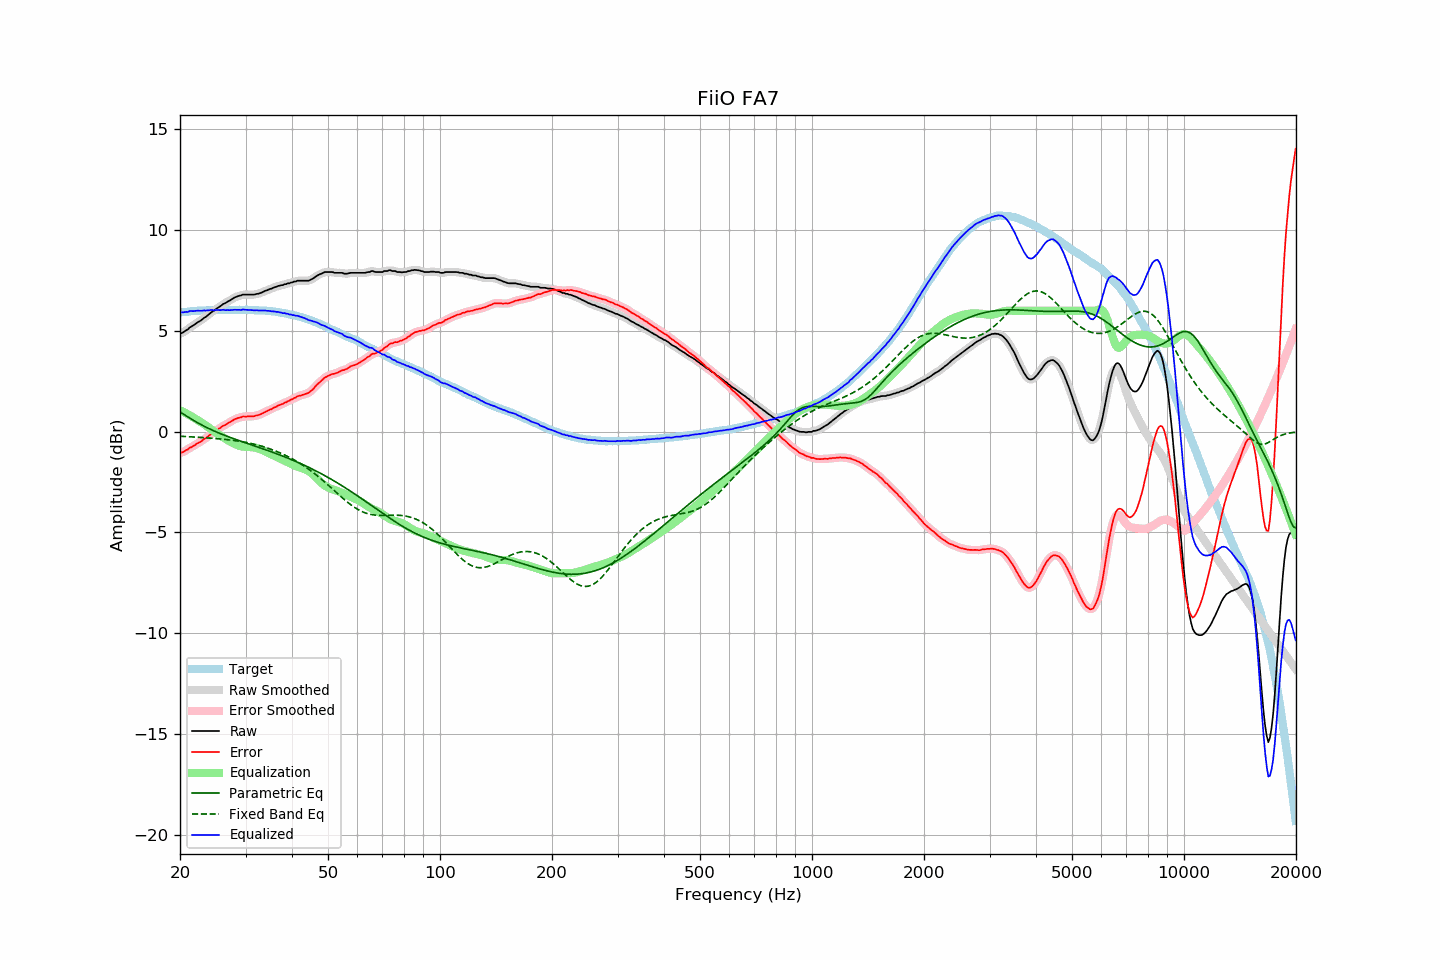 FiiO FA7
Amplitude (dBr)
15
10
5
0
−5
−10
−15
−20
Target
Raw Smoothed
Error Smoothed
Raw
Error
Equalization
Parametric Eq
Fixed Band Eq
Equalized
20 50 100 200 500 1000 2000 5000 10000 20000
Frequency (Hz)